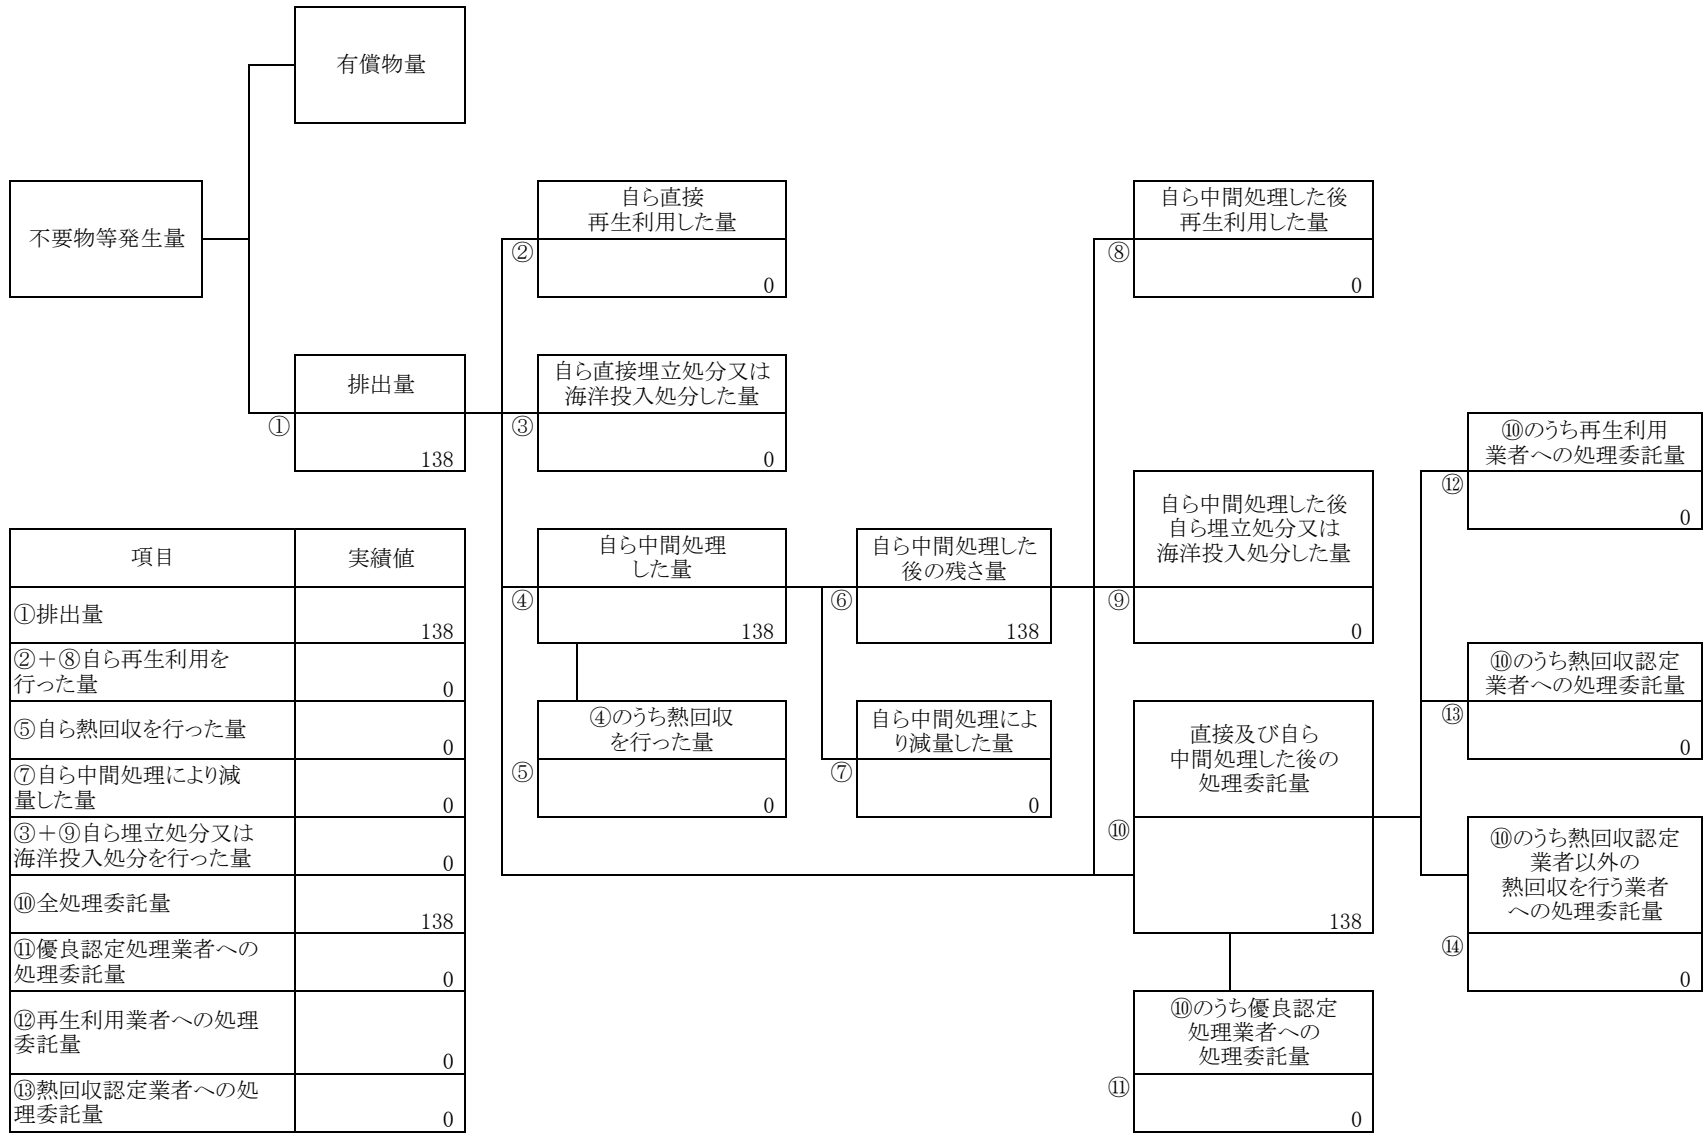 有償物量
不要物等発生量
自ら直接
再生利用した量
②
0
自ら中間処理した後
再生利用した量
⑧
0
排出量
①
138
自ら直接埋立処分又は
海洋投入処分した量
③
0
⑩のうち再生利用
業者への処理委託量
⑫
0
自ら中間処理
した量
④
138
自ら中間処理した
後の残さ量
⑥
138
自ら中間処理した後
自ら埋立処分又は
海洋投入処分した量
⑨
0
⑩のうち熱回収認定
業者への処理委託量
⑬
0
④のうち熱回収
を行った量
⑤
0
自ら中間処理によ
り減量した量
⑦
0
直接及び自ら
中間処理した後の
処理委託量
⑩
138
⑩のうち熱回収認定
業者以外の
熱回収を行う業者
への処理委託量
⑭
0
⑩のうち優良認定
処理業者への
処理委託量
⑪
0
項目 実績値
①排出量
138
②+⑧自ら再生利用を
行った量 0
⑤自ら熱回収を行った量
0
⑦自ら中間処理により減
量した量 0
③+⑨自ら埋立処分又は
海洋投入処分を行った量 0
⑩全処理委託量
138
⑪優良認定処理業者への
処理委託量 0
⑫再生利用業者への処理
委託量
0
⑬熱回収認定業者への処
理委託量 0